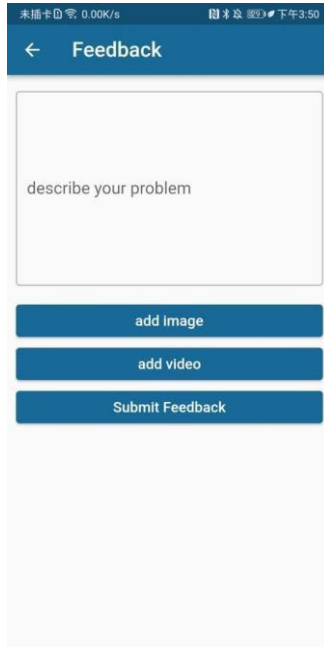 未插卡 0.00K/s 下午3:50
Feedback
describe your problem
add image
add video
Submit Feedback